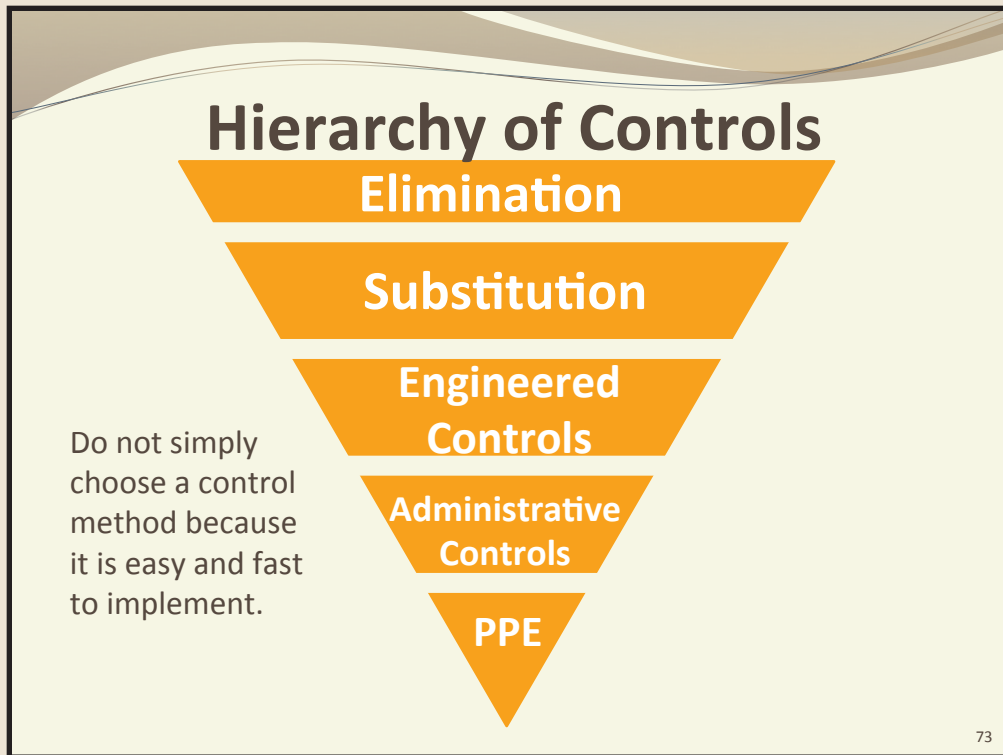 Hierarchy of Controls
Elimination
Substitution
Engineered
Controls
Administrative
Controls
PPE
Do not simply
choose a control
method because
it is easy and fast
to implement.
73